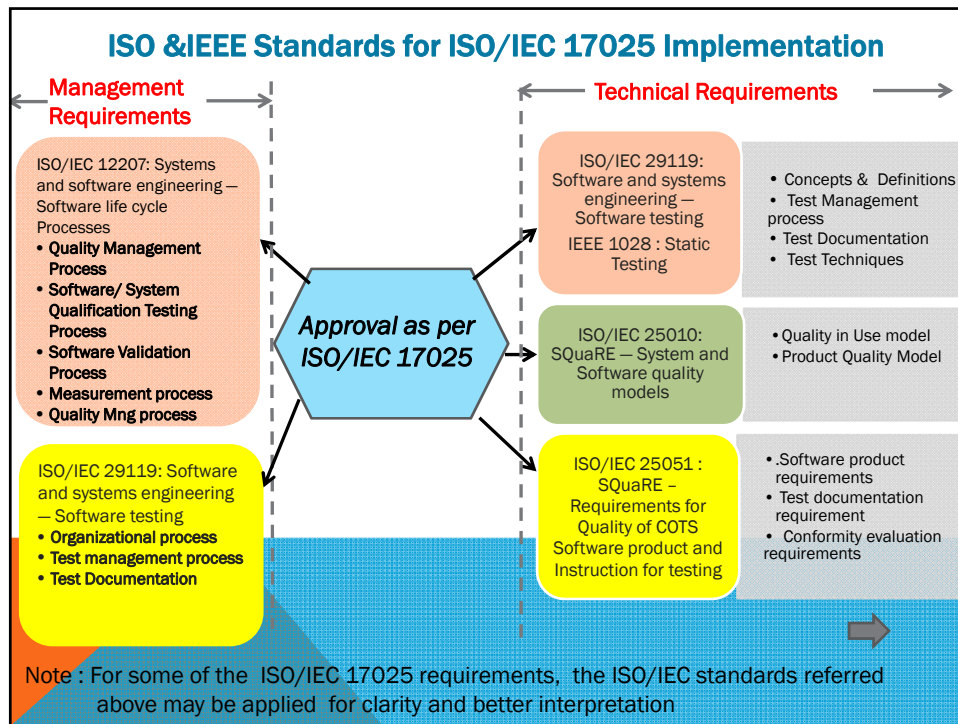 ISO &IEEE Standards for ISO/IEC 17025 Implementation
Management
Requirements
ISO/IEC 12207: Systems
and software engineering —
Software life cycle
Processes
• Quality Management
Process
• Software/ System
Qualification Testing
Process
• Software Validation
Process
• Measurement process
• Quality Mng process
ISO/IEC 29119: Software
and systems engineering
— Software testing
• Organizational process
• Test management process
• Test Documentation
Approval as per
ISO/IEC 17025
Technical Requirements
ISO/IEC 29119:
Software and systems
engineering —
Software testing
IEEE 1028 : Static
Testing
• Concepts & Definitions
• Test Management
process
• Test Documentation
• Test Techniques
ISO/IEC 25010:
SQuaRE — System and
Software quality
models
• Quality in Use model
• Product Quality Model
ISO/IEC 25051 :
SQuaRE –
Requirements for
Quality of COTS
Software product and
Instruction for testing
• .Software product
requirements
• Test documentation
requirement
• Conformity evaluation
requirements
Note : For some of the ISO/IEC 17025 requirements, the ISO/IEC standards referred
above may be applied for clarity and better interpretation